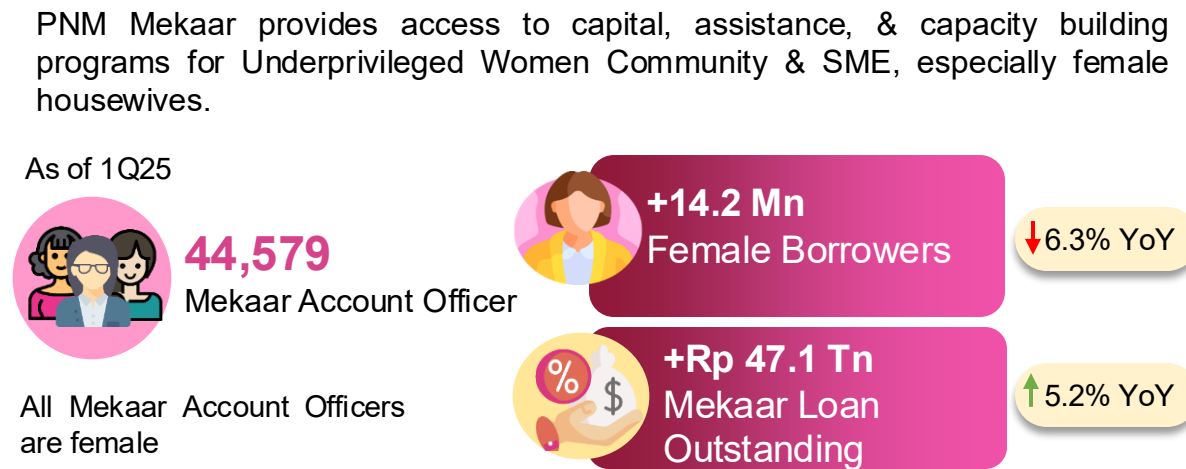 PNM Mekaar provides access to capital, assistance, & capacity building
programs for Underprivileged Women Community & SME, especially female
housewives.
As of 1Q25
44,579
Mekaar Account Officer
All Mekaar Account Officers
are female
+14.2 Mn
Female Borrowers
6.3% YoY
%
$
+Rp 47.1 Tn
Mekaar Loan
Outstanding
5.2% YoY